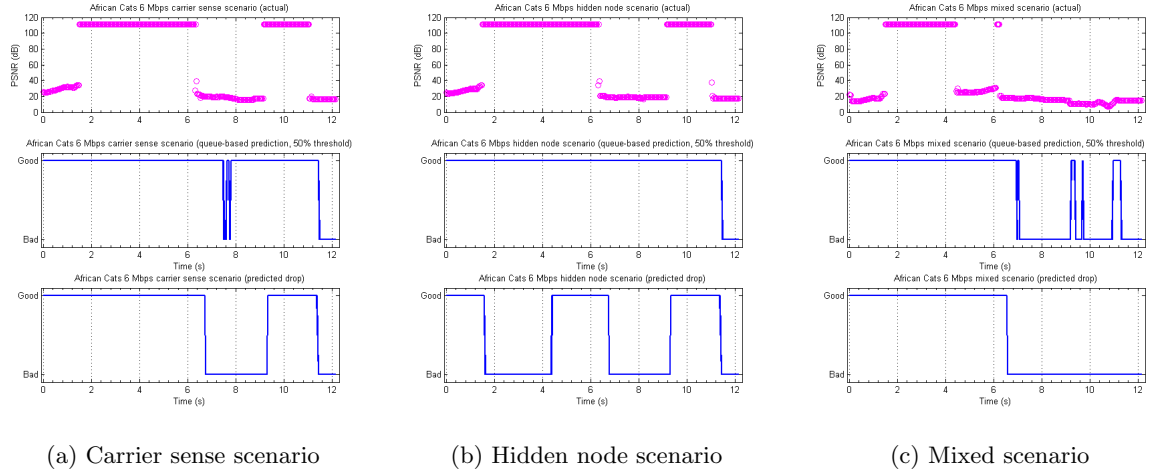 African Cats 6 Mbps carrier sense scenario (actual)
120
100
80
60
40
20
0
PSNR (dB)
0 2 4 6 8 10 12
African Cats 6 Mbps carrier sense scenario (queue-based prediction, 50% threshold)
Good
Bad
0 2 4 6 8 10 12
Time (s)
African Cats 6 Mbps carrier sense scenario (predicted drop)
Good
Bad
0 2 4 6 8 10 12
Time (s)
(a) Carrier sense scenario
African Cats 6 Mbps hidden node scenario (actual)
120
100
80
60
40
20
0
PSNR (dB)
0 2 4 6 8 10 12
African Cats 6 Mbps hidden node scenario (queue-based prediction, 50% threshold)
Good
Bad
0 2 4 6 8 10 12
Time (s)
African Cats 6 Mbps hidden node scenario (predicted drop)
Good
Bad
0 2 4 6 8 10 12
Time (s)
(b) Hidden node scenario
African Cats 6 Mbps mixed scenario (actual)
120
100
80
60
40
20
0
PSNR (dB)
0 2 4 6 8 10 12
African Cats 6 Mbps mixed scenario (queue-based prediction, 50% threshold)
Good
Bad
0 2 4 6 8 10 12
Time (s)
African Cats 6 Mbps mixed scenario (predicted drop)
Good
Bad
0 2 4 6 8 10 12
Time (s)
(c) Mixed scenario